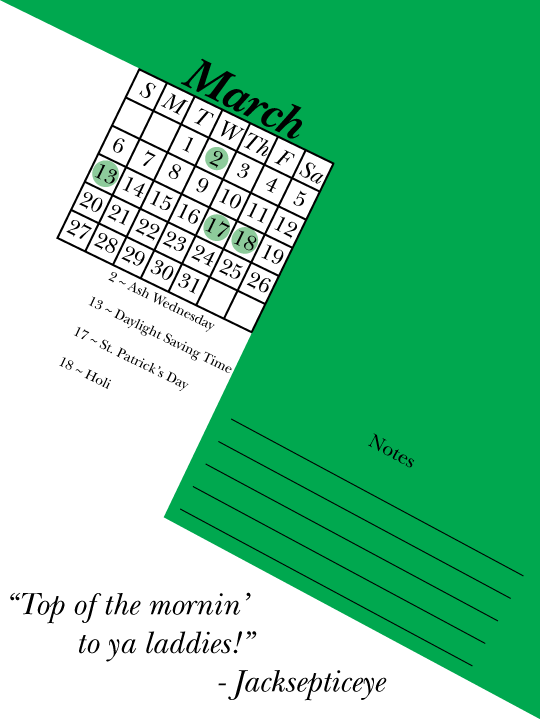 March
S M T W Th F Sa
1 2 3 4 5
6 7 8 9 10 11 12
13 14 15 16 17 18 19
20 21 22 23 24 25 26
27 28 29 30 31
2 ~ Ash Wednesday
13 ~ Daylight Saving Time
17 ~ St. Patrick's Day
18 ~ Holi
Notes
“Top of the mornin’
to ya laddies!”
- Jacksepticeye